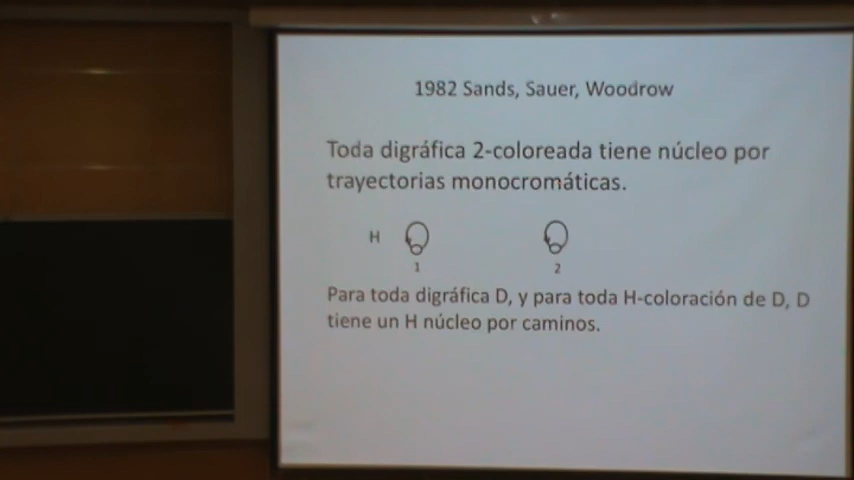 1982 Sands, Sauer, Woodrow
Toda digráfica 2-coloreada tiene núcleo por
trayectorias monocromáticas.
H
1 2
Para toda digráfica D, y para toda H-coloración de D, D
tiene un H núcleo por caminos.